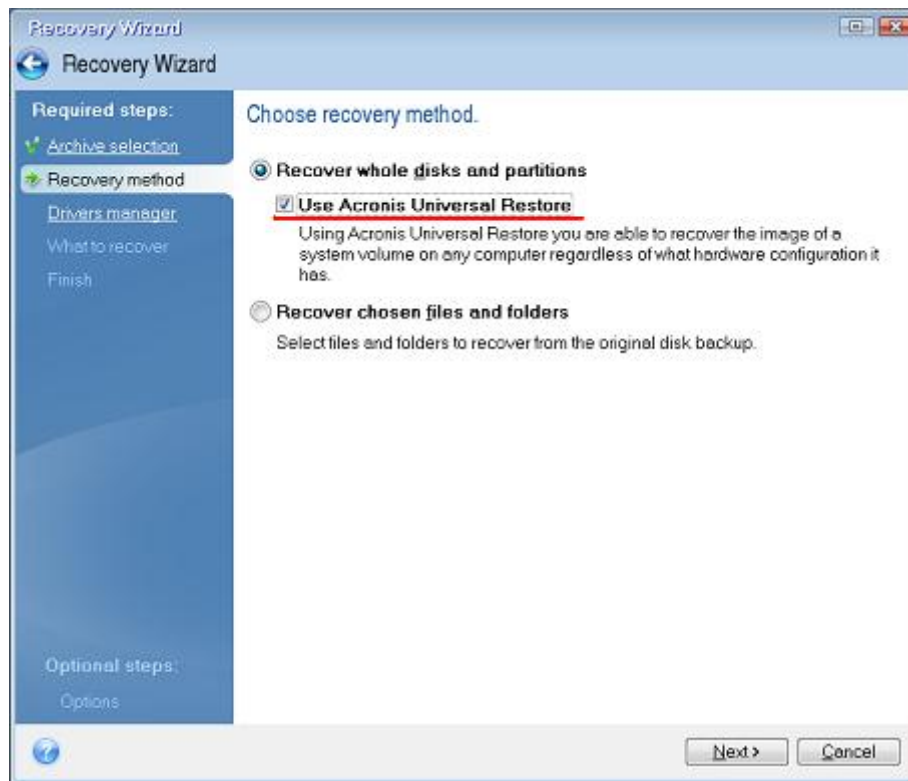 Recovery Wizard
Recovery Wizard
Required steps:
Archive selection
Recovery method
Drivers manager
What to recover
Finish
Optional steps:
Options
Choose recovery method.
Recover whole disks and partitions
Use Acronis Universal Restore
Using Acronis Universal Restore you are able to recover the image of a
system volume on any computer regardless of what hardware configuration it
has.
Recover chosen files and folders
Select files and folders to recover from the original disk backup.
?
Next >
Cancel